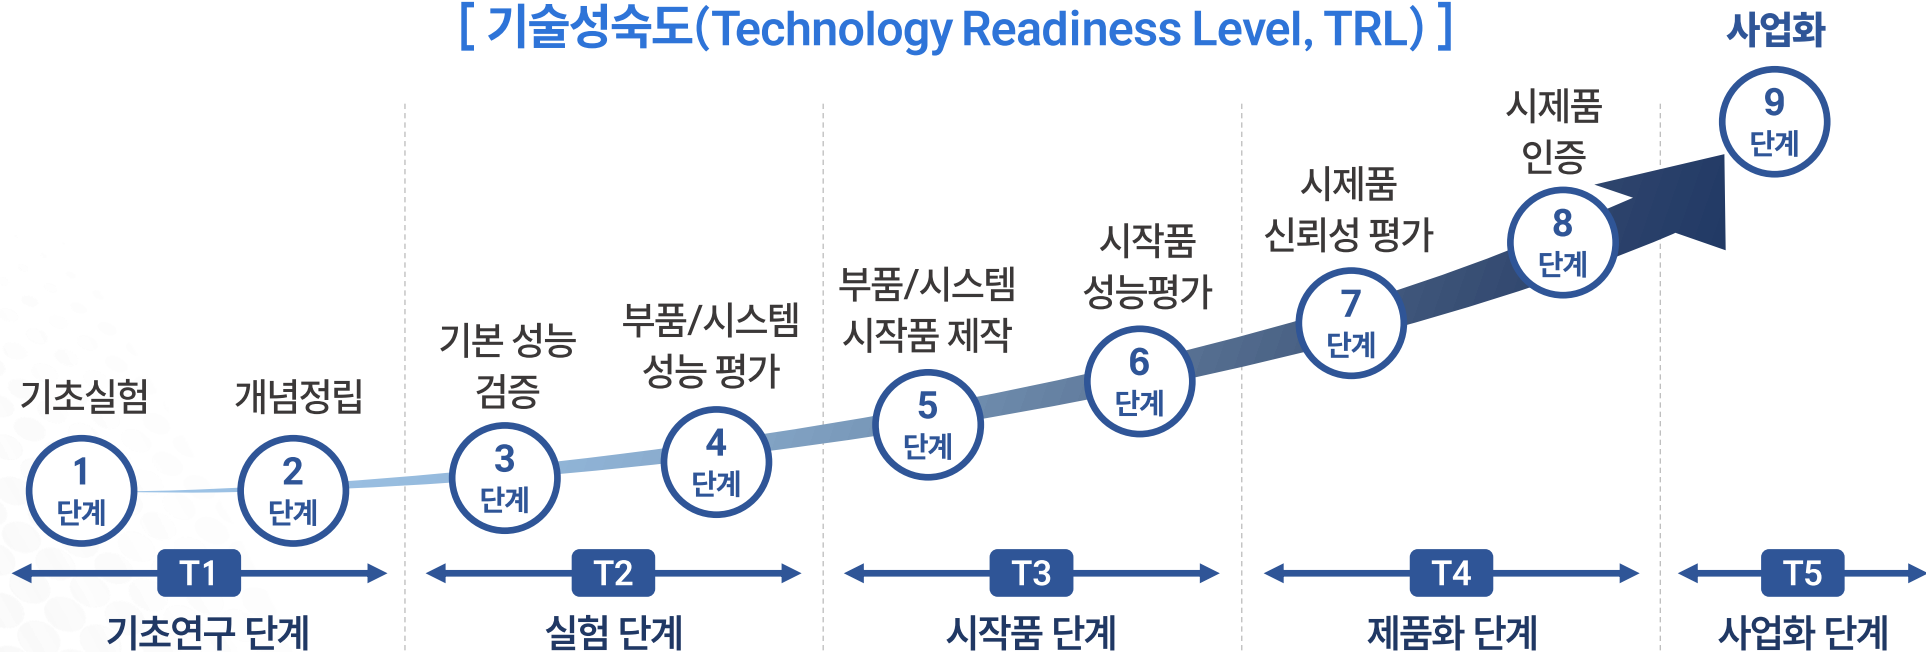 [ 기술성숙도(Technology Readiness Level, TRL) ]
기초실험
1
단계
개념정립
2
단계
기본 성능
검증
3
단계
부품/시스템
성능 평가
4
단계
부품/시스템
시작품 제작
5
단계
시작품
성능평가
6
단계
시제품
신뢰성 평가
7
단계
시제품
인증
8
단계
사업화
9
단계
T1
기초연구 단계
T2
실험 단계
T3
시작품 단계
T4
제품화 단계
T5
사업화 단계